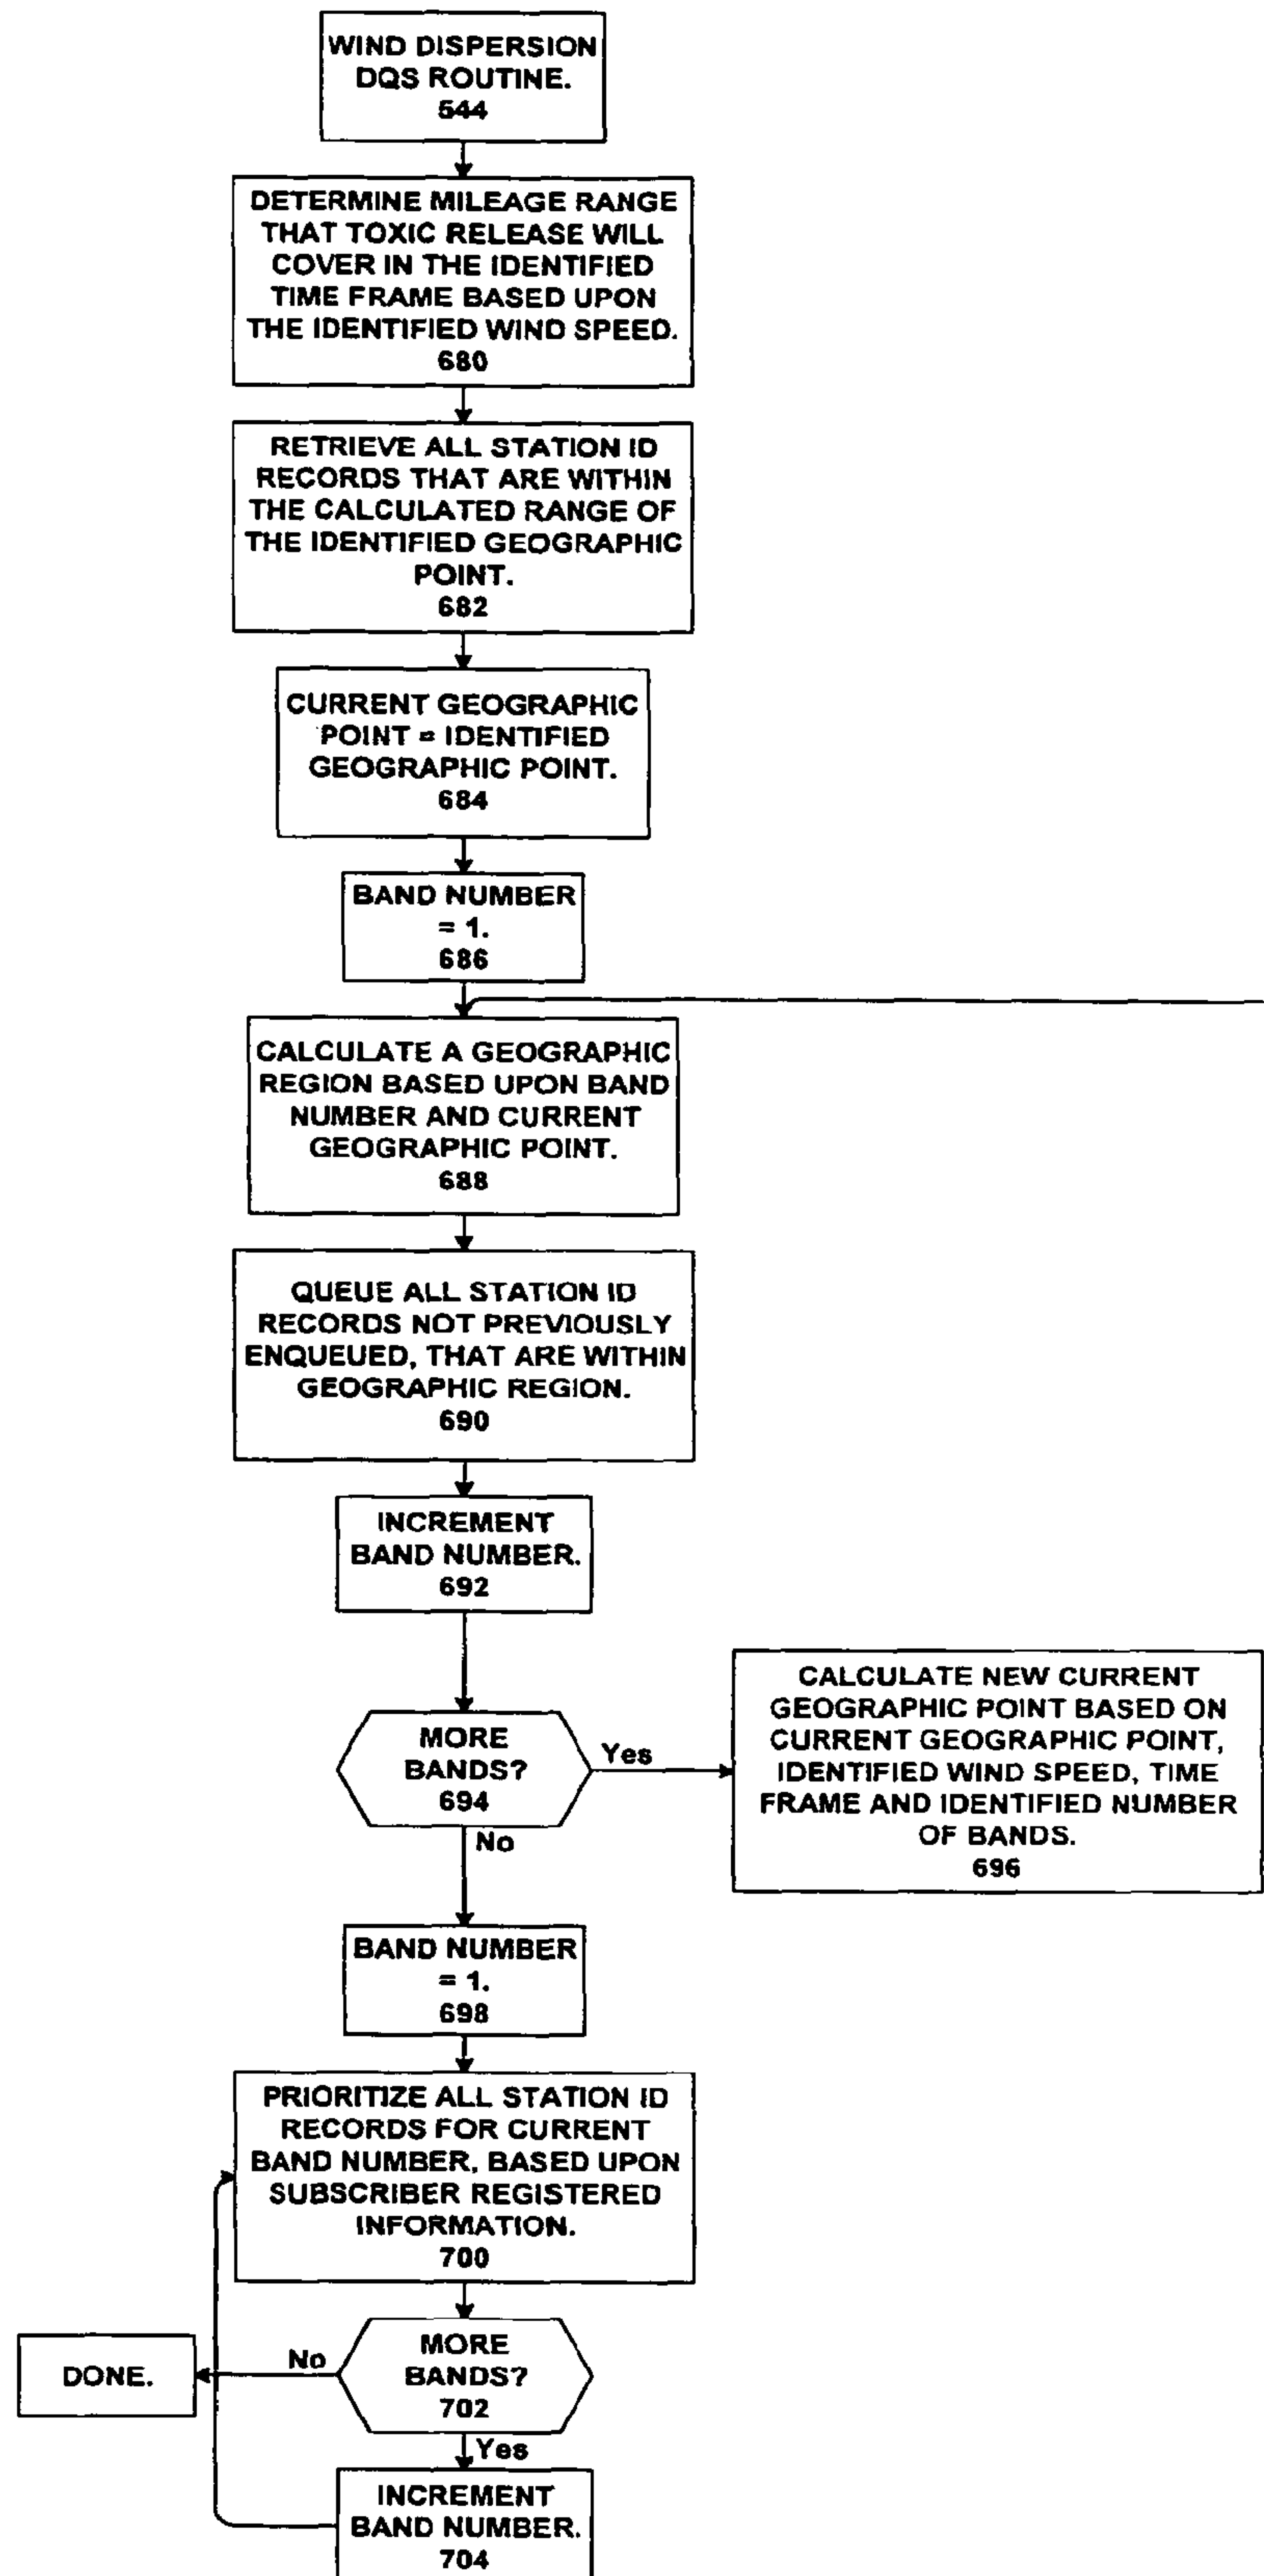 WIND DISPERSION
DQS ROUTINE.
544
DETERMINE MILEAGE RANGE
THAT TOXIC RELEASE WILL
COVER IN THE IDENTIFIED
TIME FRAME BASED UPON
THE IDENTIFIED WIND SPEED.
680
RETRIEVE ALL STATION ID
RECORDS THAT ARE WITHIN
THE CALCULATED RANGE OF
THE IDENTIFIED GEOGRAPHIC
POINT.
682
CURRENT GEOGRAPHIC
POINT = IDENTIFIED
GEOGRAPHIC POINT.
684
BAND NUMBER
= 1.
686
CALCULATE A GEOGRAPHIC
REGION BASED UPON BAND
NUMBER AND CURRENT
GEOGRAPHIC POINT.
688
QUEUE ALL STATION ID
RECORDS NOT PREVIOUSLY
ENQUEUED, THAT ARE WITHIN
GEOGRAPHIC REGION.
690
INCREMENT
BAND NUMBER.
692
MORE
BANDS?
694
Yes
CALCULATE NEW CURRENT
GEOGRAPHIC POINT BASED ON
CURRENT GEOGRAPHIC POINT,
IDENTIFIED WIND SPEED, TIME
FRAME AND IDENTIFIED NUMBER
OF BANDS.
696
No
BAND NUMBER
= 1.
698
PRIORITIZE ALL STATION ID
RECORDS FOR CURRENT
BAND NUMBER, BASED UPON
SUBSCRIBER REGISTERED
INFORMATION.
700
MORE
BANDS?
702
No
DONE.
Yes
INCREMENT
BAND NUMBER.
704